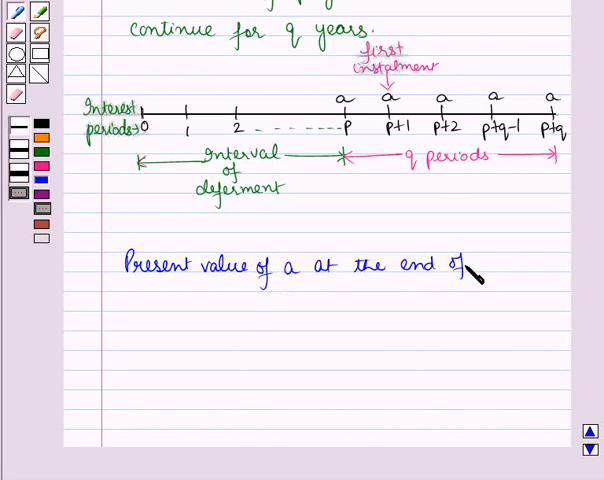 continue for q years.
first
instalment
a a a a a
Interest
periods→ 0 1 2 p p+1 p+2 p+q-1 p+q
Interval
of
deferment
q periods
Present value of a at the end of